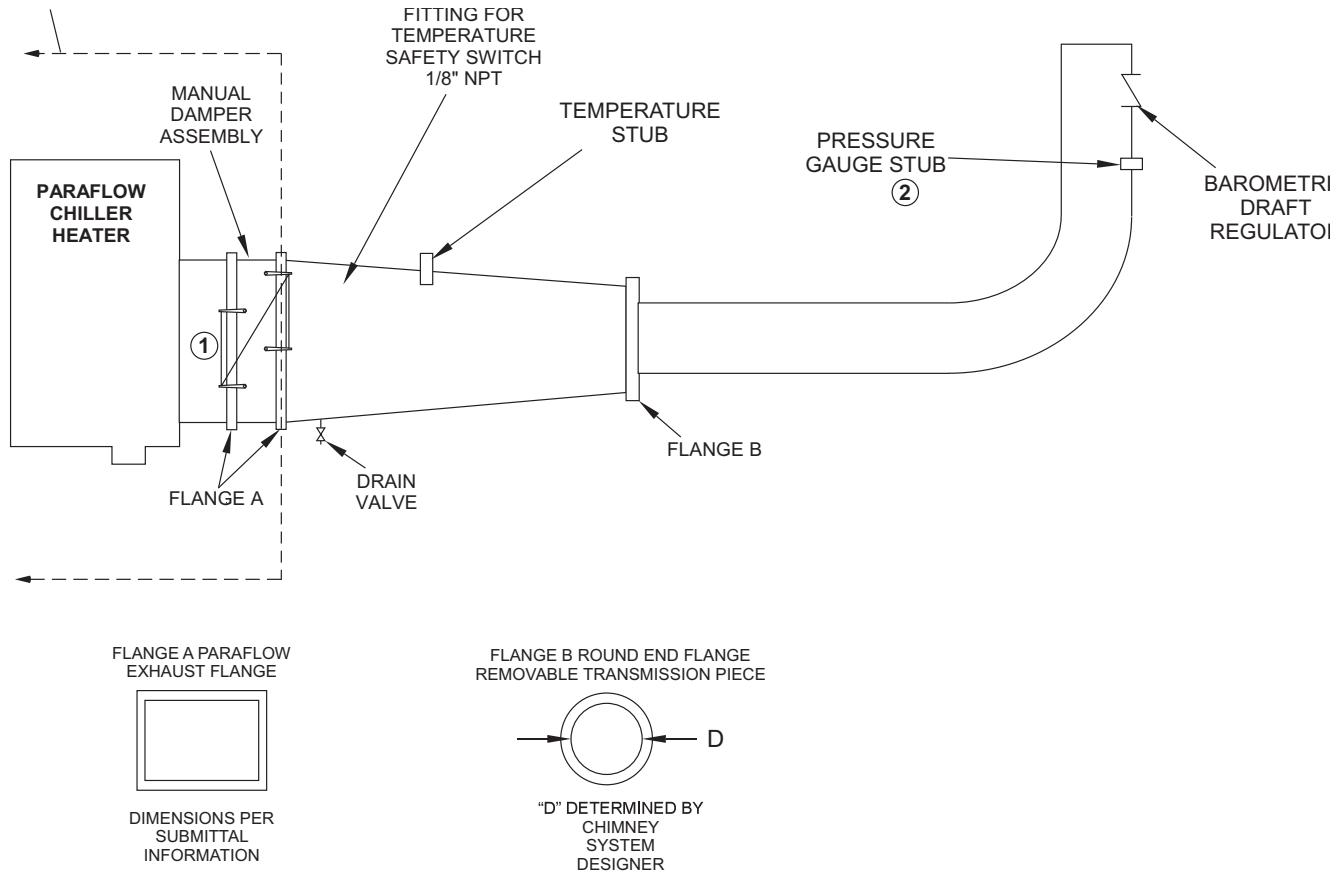 FITTING FOR
TEMPERATURE
SAFETY SWITCH
1/8" NPT
MANUAL
DAMPER
ASSEMBLY
TEMPERATURE
STUB
PRESSURE
GAUGE STUB
2
BAROMETRI
DRAFT
REGULATO
PARAFLOW
CHILLER
HEATER
1
FLANGE A
DRAIN
VALVE
FLANGE B
FLANGE A PARAFLOW
EXHAUST FLANGE
DIMENSIONS PER
SUBMITTAL
INFORMATION
FLANGE B ROUND END FLANGE
REMOVABLE TRANSMISSION PIECE
D
“D” DETERMINED BY
CHIMNEY
SYSTEM
DESIGNER